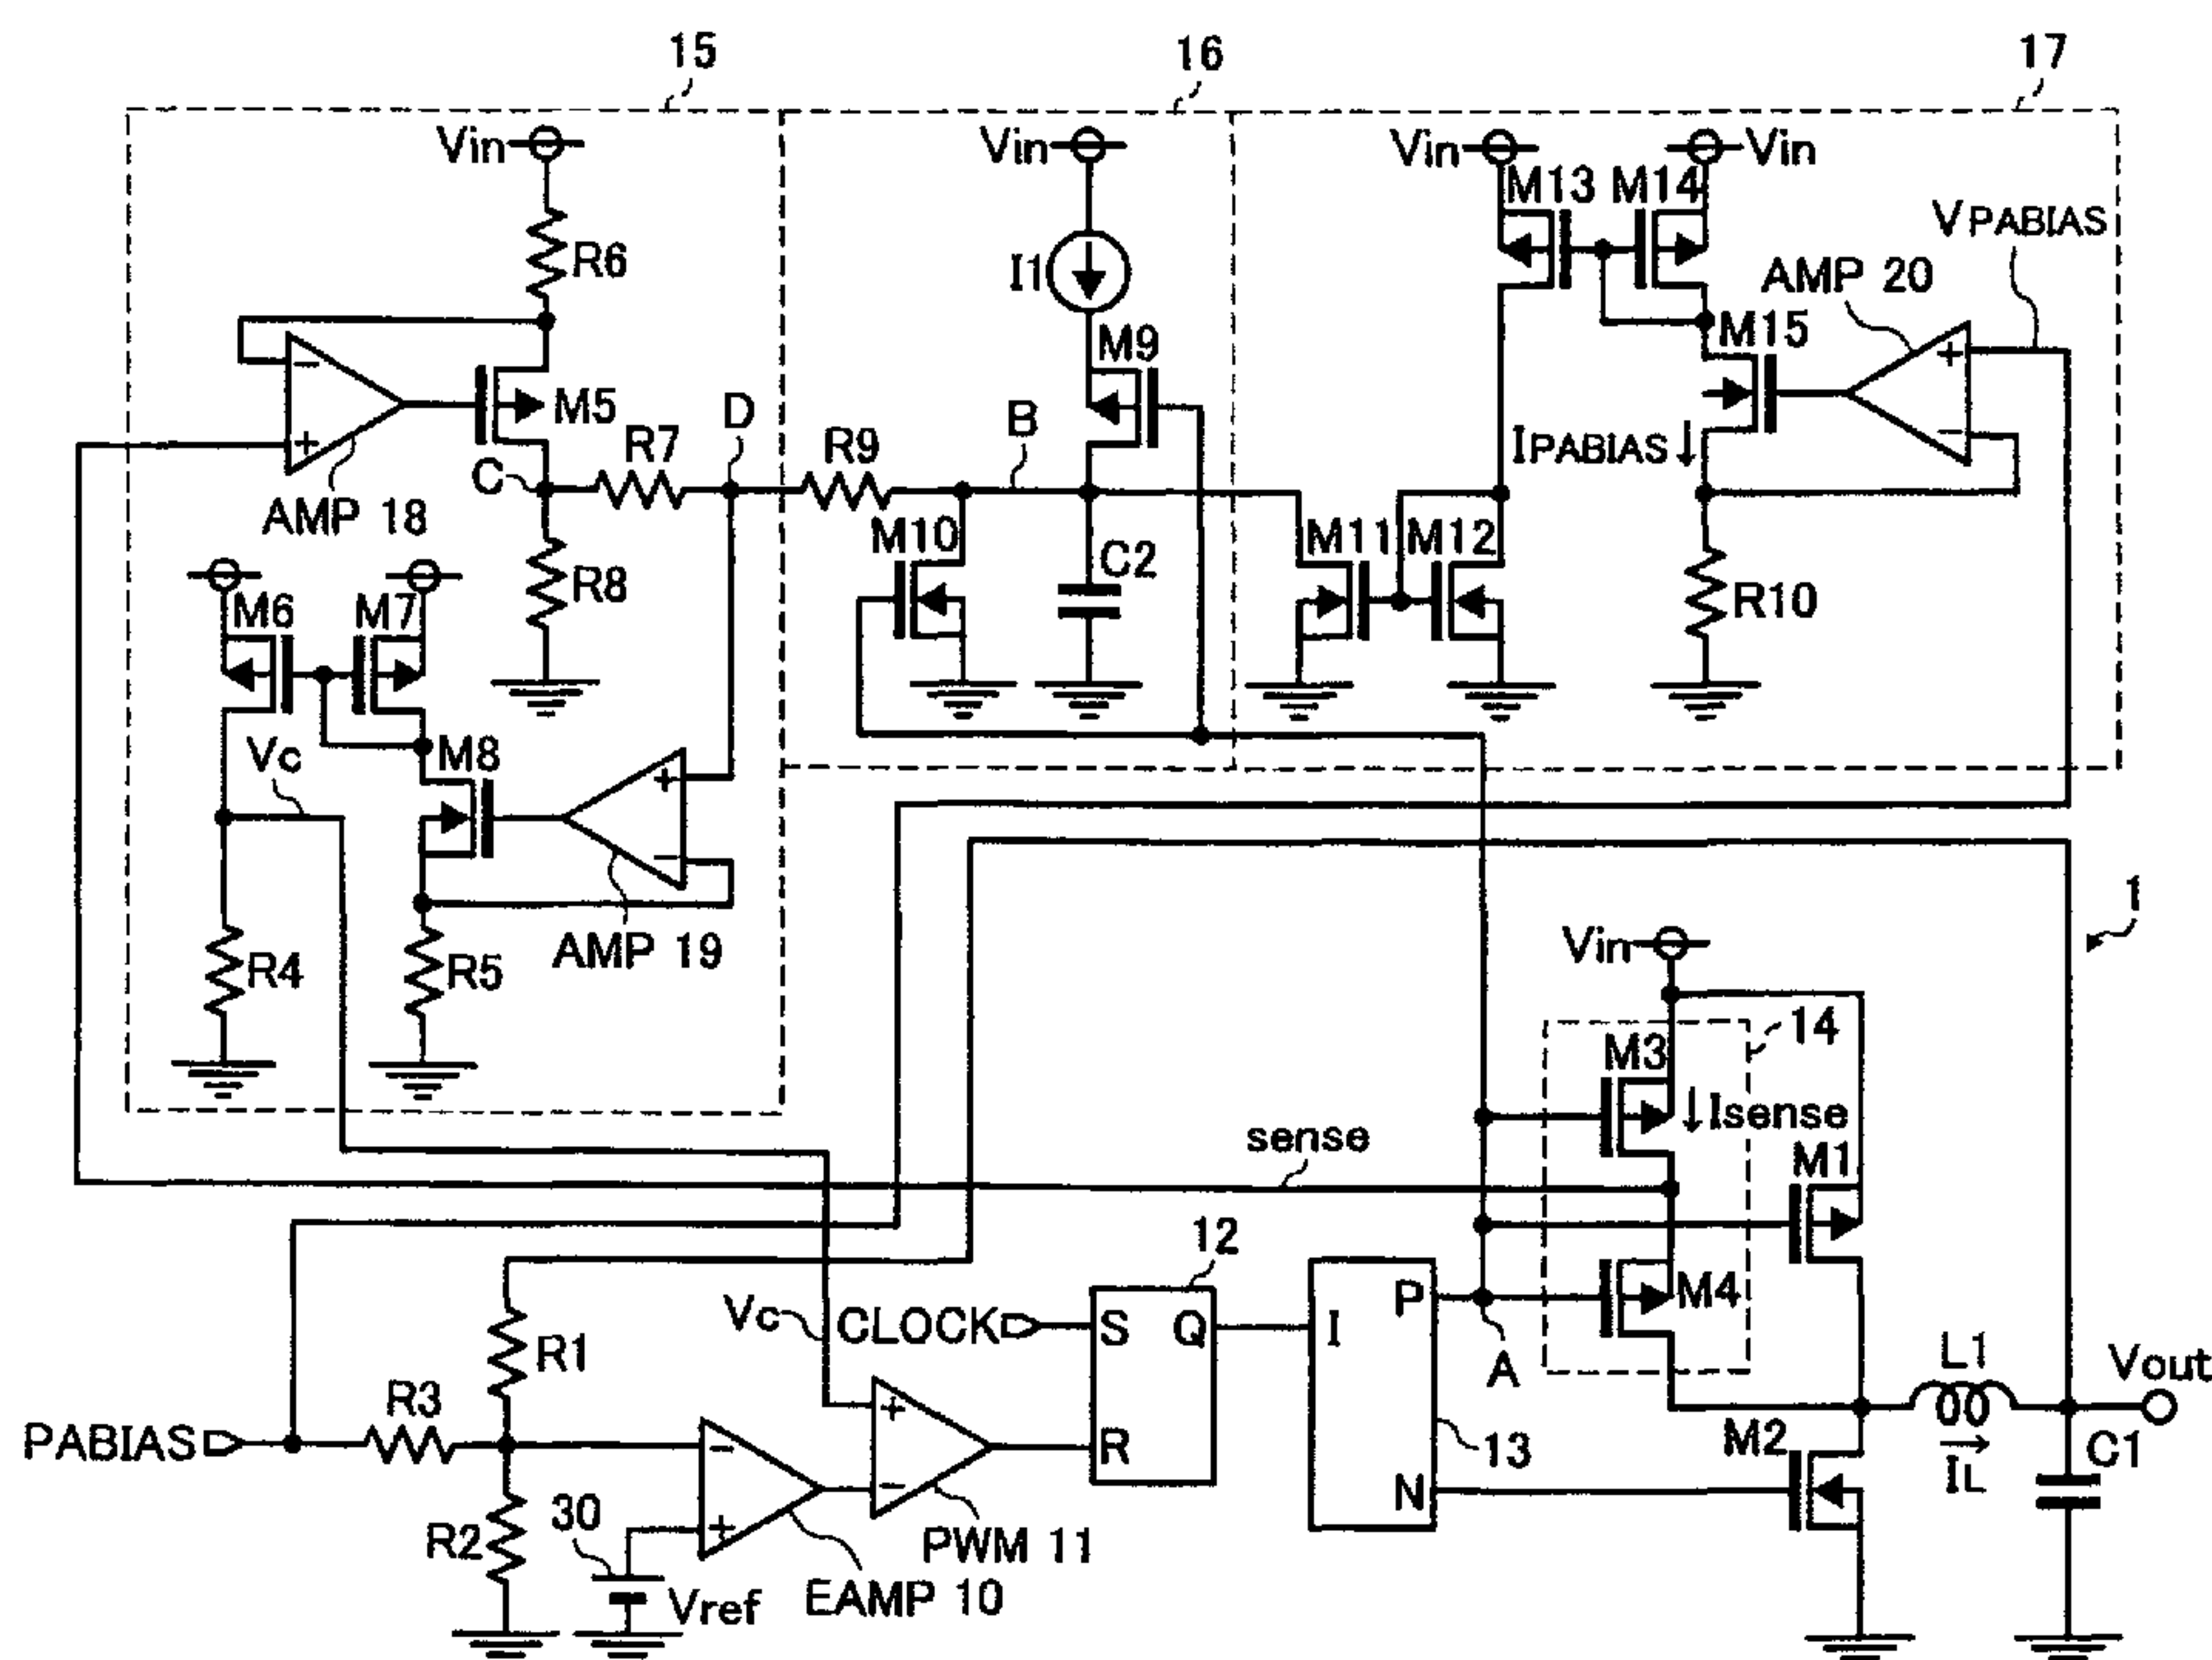 15
16
17
Vin
Vin
Vin
Vin
M13
M14
VPABIAS
R6
I1
AMP 20
M15
M9
M5
R7
D
R9
B
IPABIAS
C
AMP 18
M10
M11
M12
C2
R8
R10
M6
M7
Vc
M8
R4
R5
AMP 19
1
Vin
14
M3
Isense
sense
M1
12
Vc
CLOCK
S
Q
I
P
M4
R1
A
L1
Vout
R3
PABIAS
R
M2
13
C1
IL
N
30
R2
PWM 11
Vref
EAMP 10
+
−
+
−
+
−
+
−
−
+